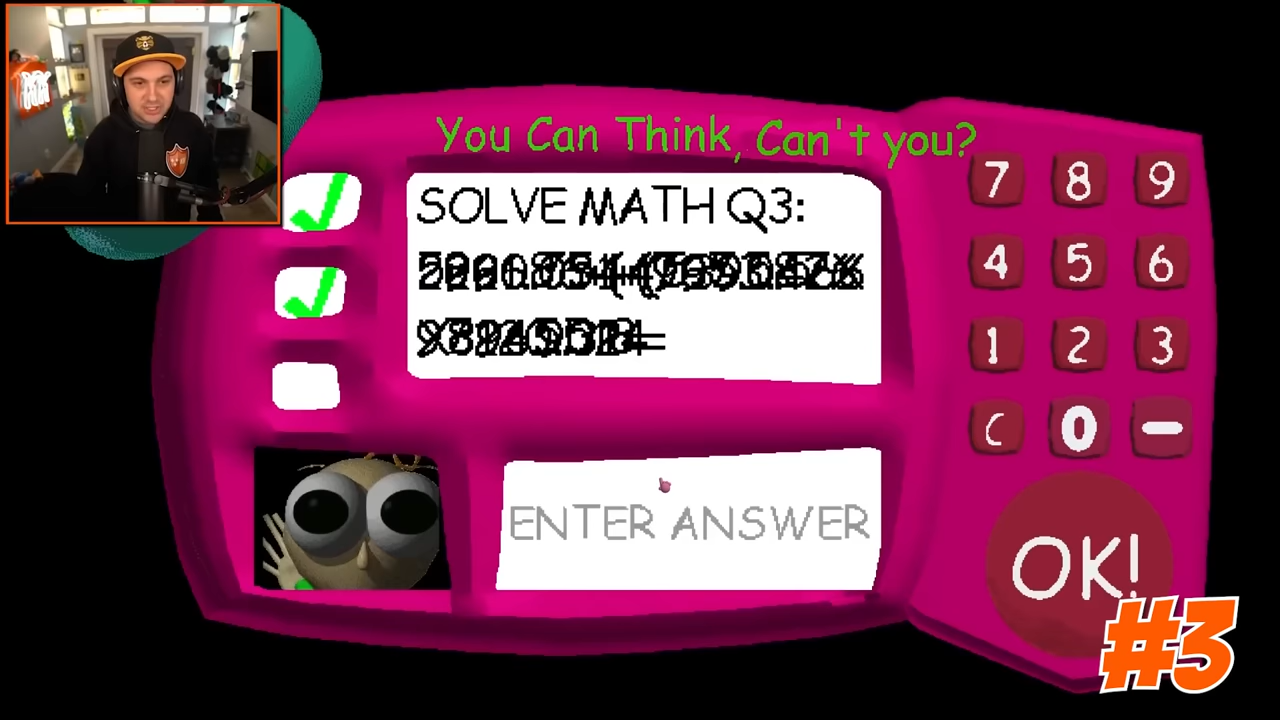 You Can Think, Can't you?
SOLVE MATH Q3:
ENTER ANSWER
7 8 9
4 5 6
1 2 3
C 0 -
OK!
#3